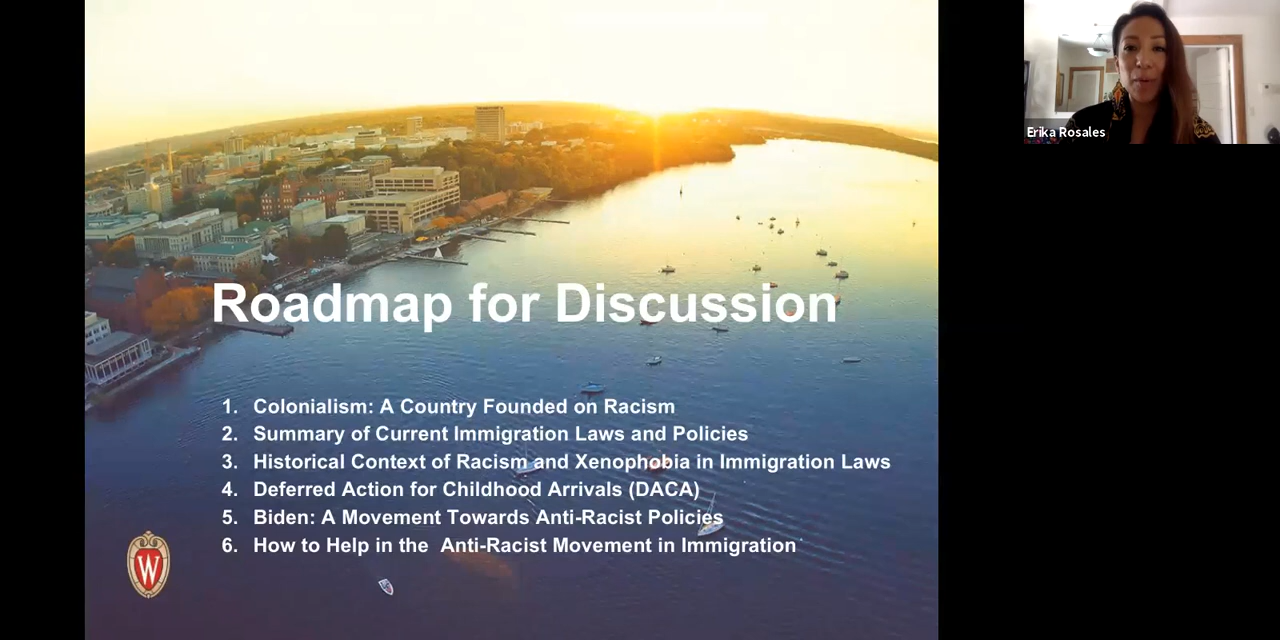 Erika Rosales
Roadmap for Discussion
1. Colonialism: A Country Founded on Racism
2. Summary of Current Immigration Laws and Policies
3. Historical Context of Racism and Xenophobia in Immigration Laws
4. Deferred Action for Childhood Arrivals (DACA)
5. Biden: A Movement Towards Anti-Racist Policies
6. How to Help in the  Anti-Racist Movement in Immigration
W